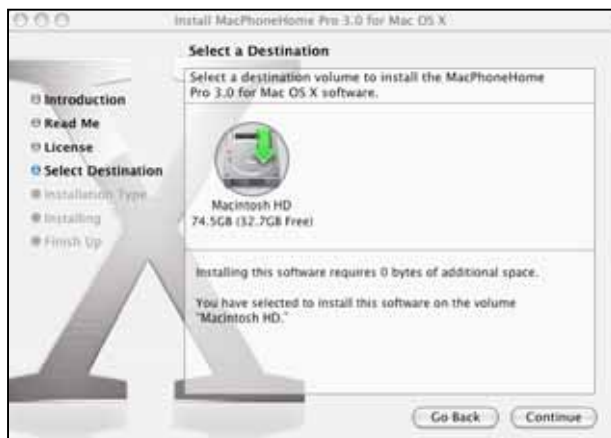 Install MacPhoneHome Pro 3.0 for Mac OS X
Select a Destination
Introduction
Read Me
License
Select Destination
Installation Type
Installing
Finish Up
Select a destination volume to install the MacPhoneHome
Pro 3.0 for Mac OS X software.
Macintosh HD
74.5GB (32.7GB Free)
Installing this software requires 0 bytes of additional space.
You have selected to install this software on the volume
"Macintosh HD."
Go Back
Continue